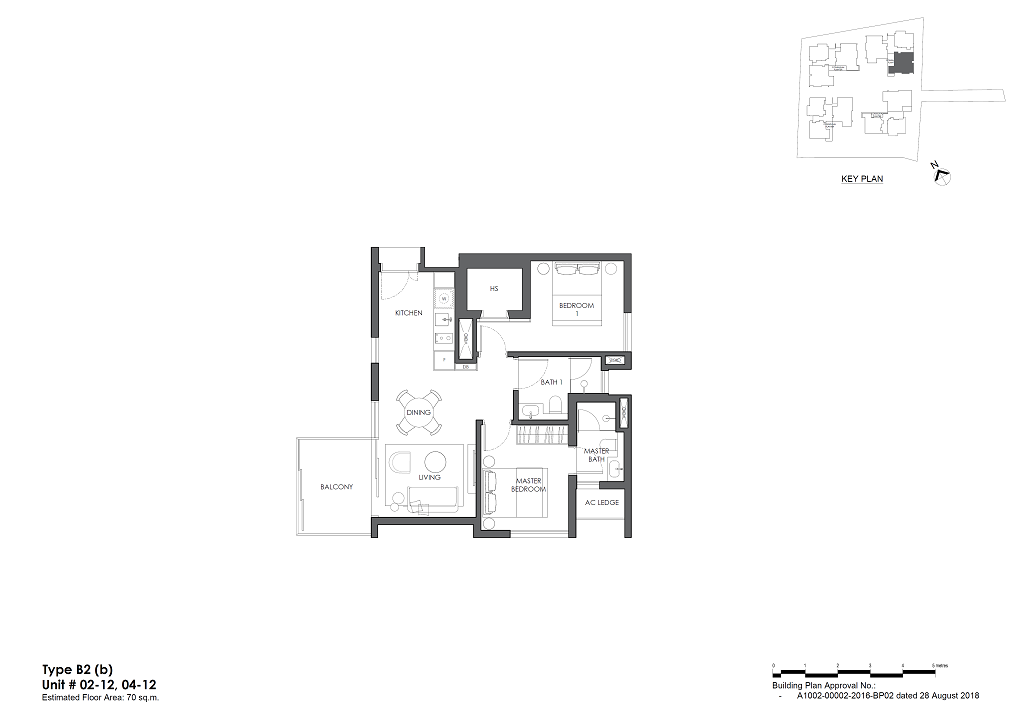 N
KEY PLAN
HS
BEDROOM
1
W
KITCHEN
F
DB
BATH 1
DINING
MASTER
BATH
LIVING
MASTER
BEDROOM
BALCONY
AC LEDGE
Type B2 (b)
Unit # 02-12, 04-12
Estimated Floor Area: 70 sq.m.
0 1 2 3 4 5 metres
Building Plan Approval No.:
- A1002-00002-2016-BP02 dated 28 August 2018